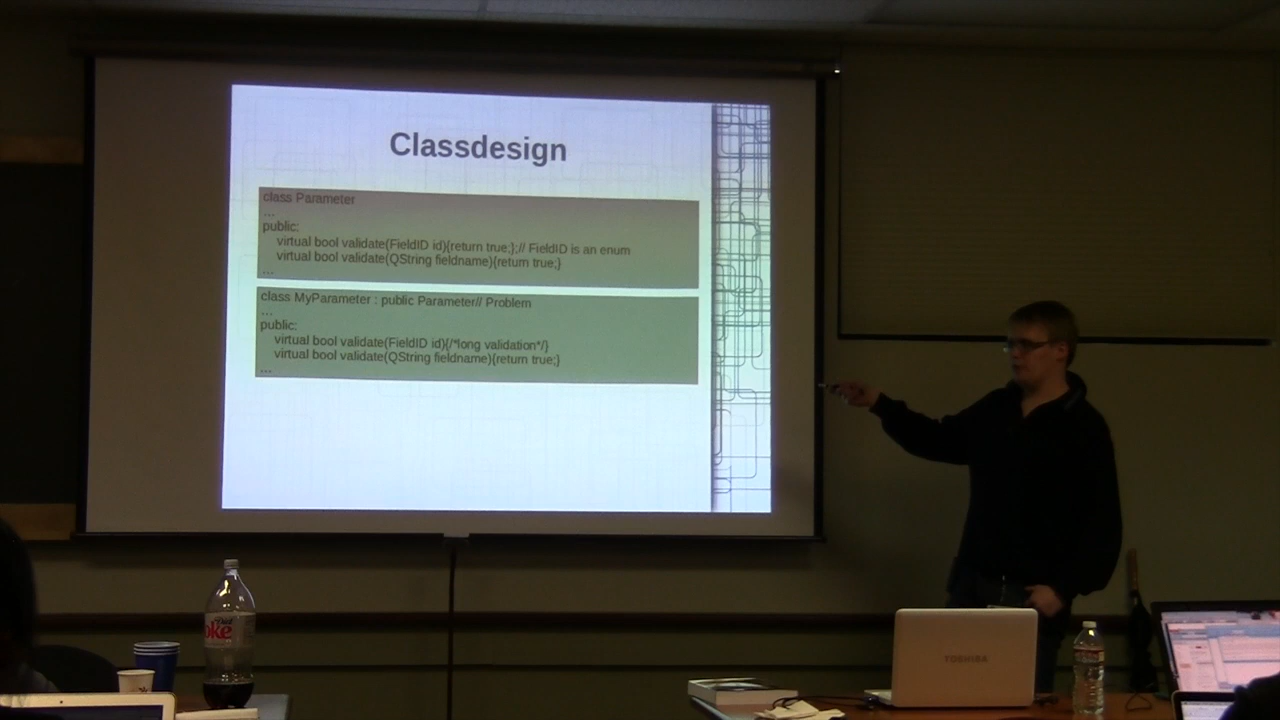 Classdesign
class Parameter
...
public:
virtual bool validate(FieldID id){return true;};// FieldID is an enum
virtual bool validate(QString fieldname){return true;}
...
class MyParameter : public Parameter// Problem
...
public:
virtual bool validate(FieldID id){/*long validation*/}
virtual bool validate(QString fieldname){return true;}
...
Diet
oke
TOSHIBA